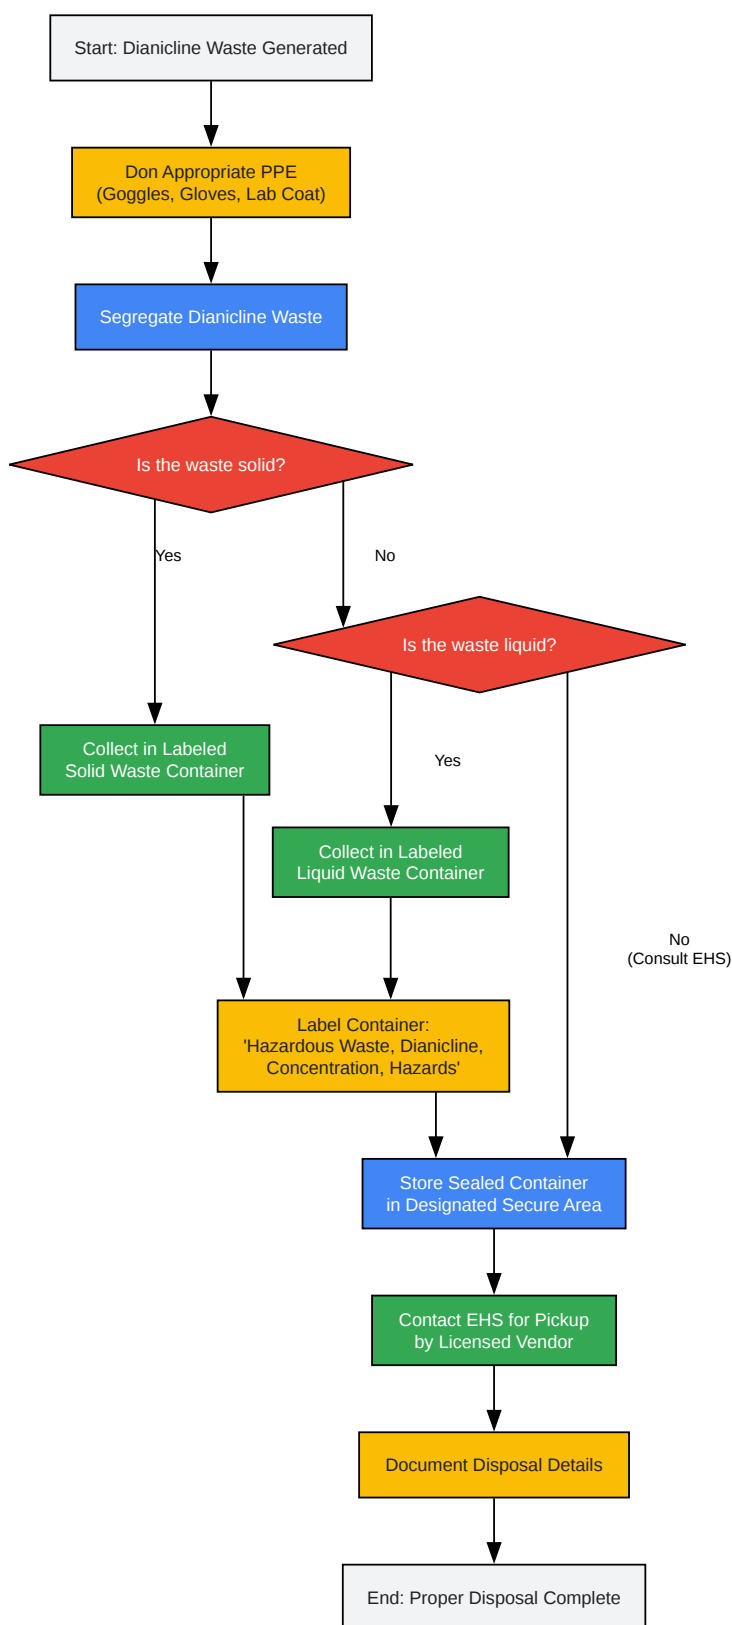 Start: Dianicline Waste Generated
Don Appropriate PPE
(Goggles, Gloves, Lab Coat)
Segregate Dianicline Waste
Is the waste solid?
Yes
No
Is the waste liquid?
Collect in Labeled
Solid Waste Container
Yes
Collect in Labeled
Liquid Waste Container
No
(Consult EHS)
Label Container:
'Hazardous Waste, Dianicline,
Concentration, Hazards'
Store Sealed Container
in Designated Secure Area
Contact EHS for Pickup
by Licensed Vendor
Document Disposal Details
End: Proper Disposal Complete